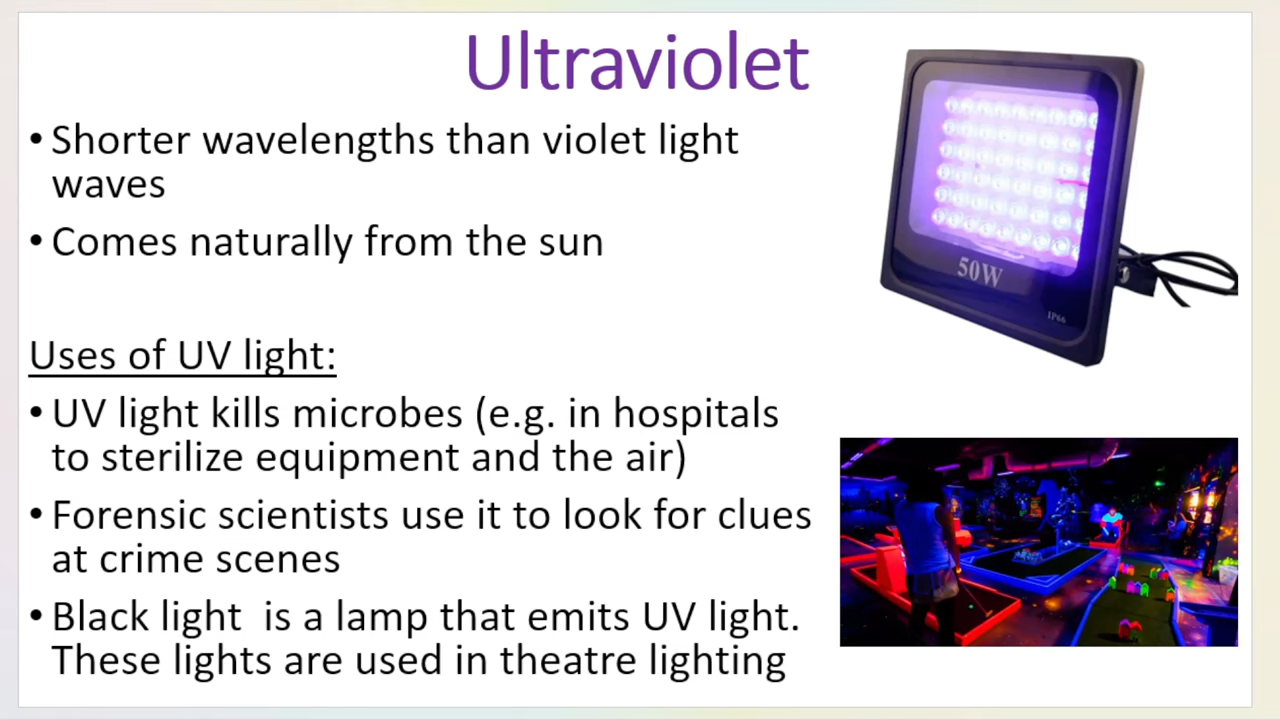 Ultraviolet
• Shorter wavelengths than violet light
waves
• Comes naturally from the sun
Uses of UV light:
• UV light kills microbes (e.g. in hospitals
to sterilize equipment and the air)
• Forensic scientists use it to look for clues
at crime scenes
• Black light  is a lamp that emits UV light.
These lights are used in theatre lighting
50W
IP66